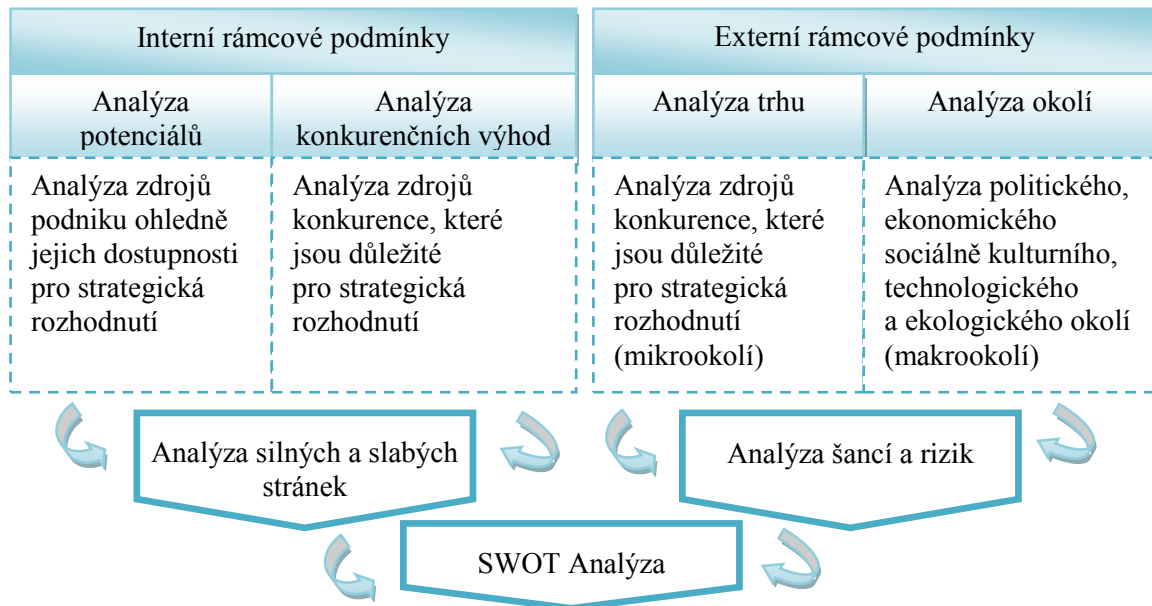 Interní rámcové podmínky
Externí rámcové podmínky
Analýza
potenciálů
Analýza
konkurenčních výhod
Analýza trhu
Analýza okolí
Analýza zdrojů
podniku ohledně
jejich dostupnosti
pro strategická
rozhodnutí
Analýza zdrojů
konkurence, které
jsou důležité
pro strategická
rozhodnutí
Analýza zdrojů
konkurence, které
jsou důležité
pro strategická
rozhodnutí
(mikrookolí)
Analýza politického,
ekonomického
sociálně kulturního,
technologického
a ekologického okolí
(makrookolí)
Analýza silných a slabých
stránek
Analýza šancí a rizik
SWOT Analýza